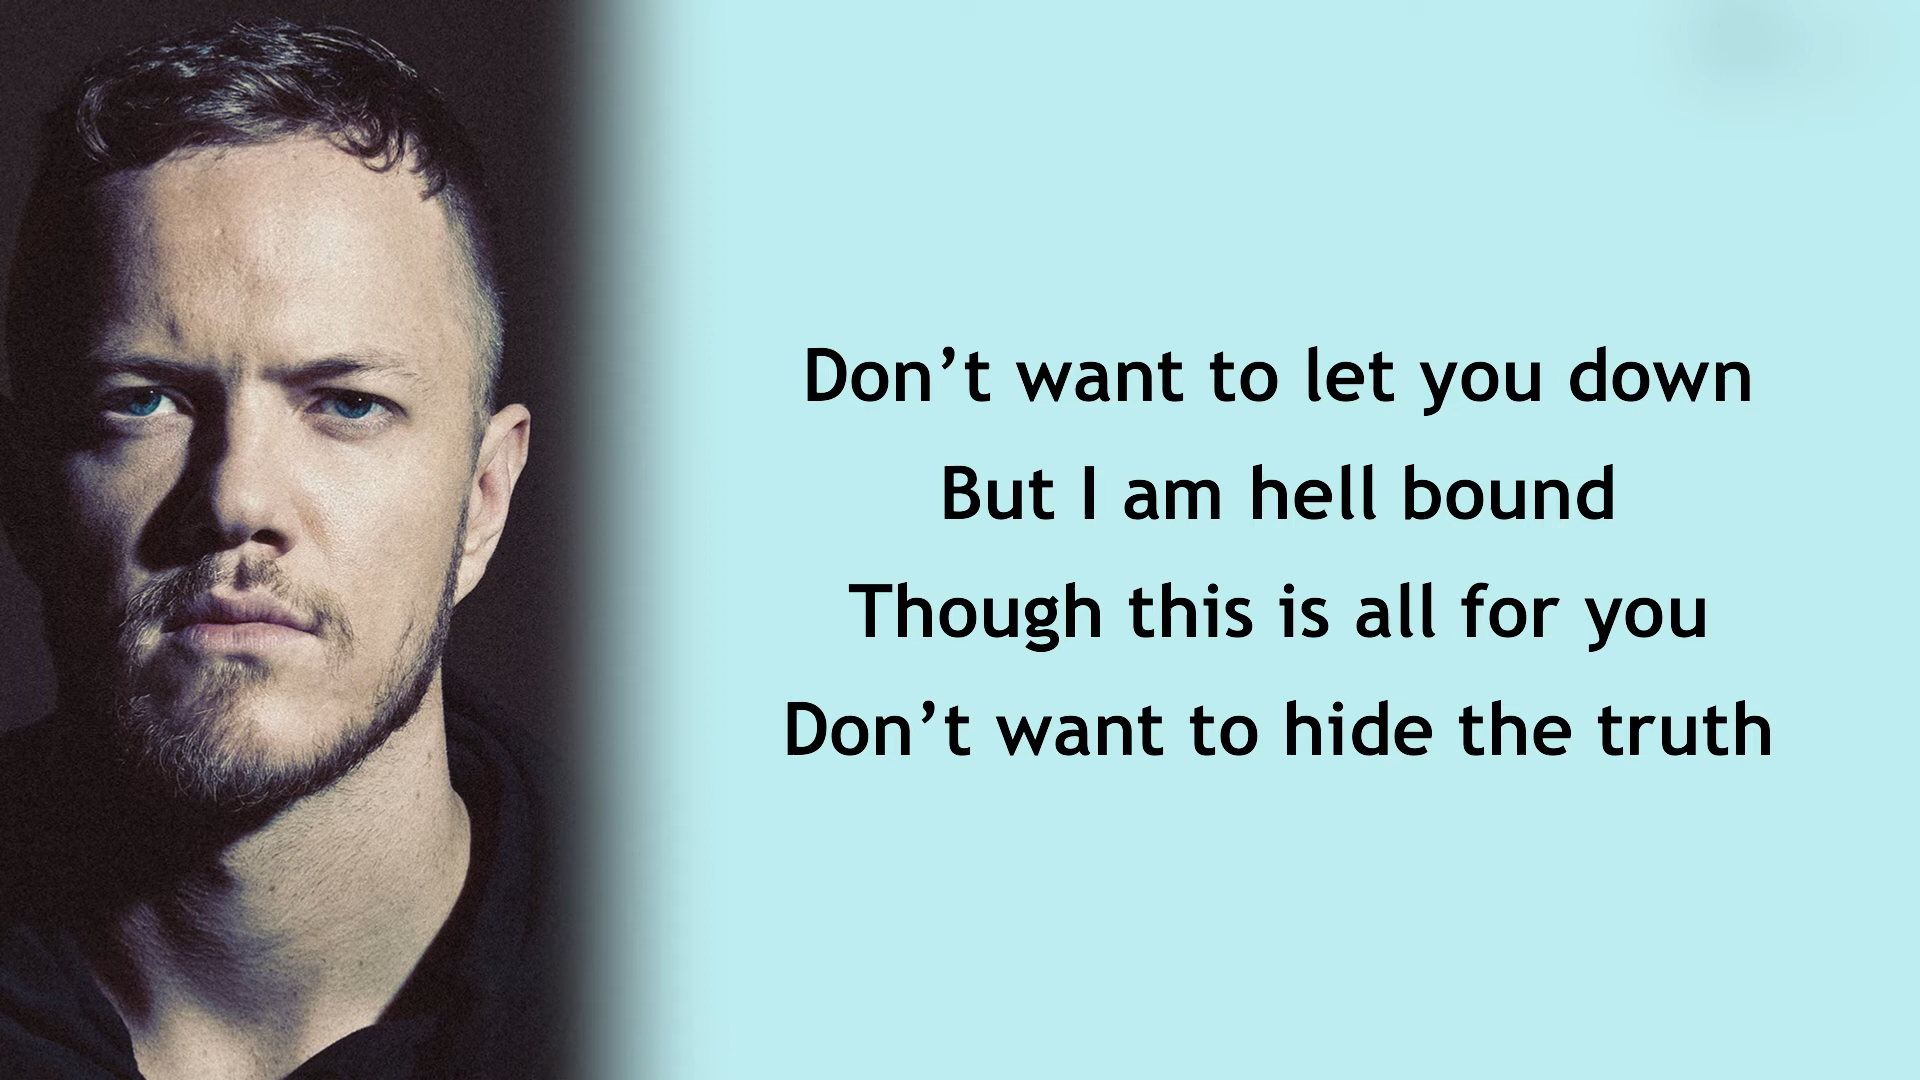 Don’t want to let you down
But I am hell bound
Though this is all for you
Don’t want to hide the truth